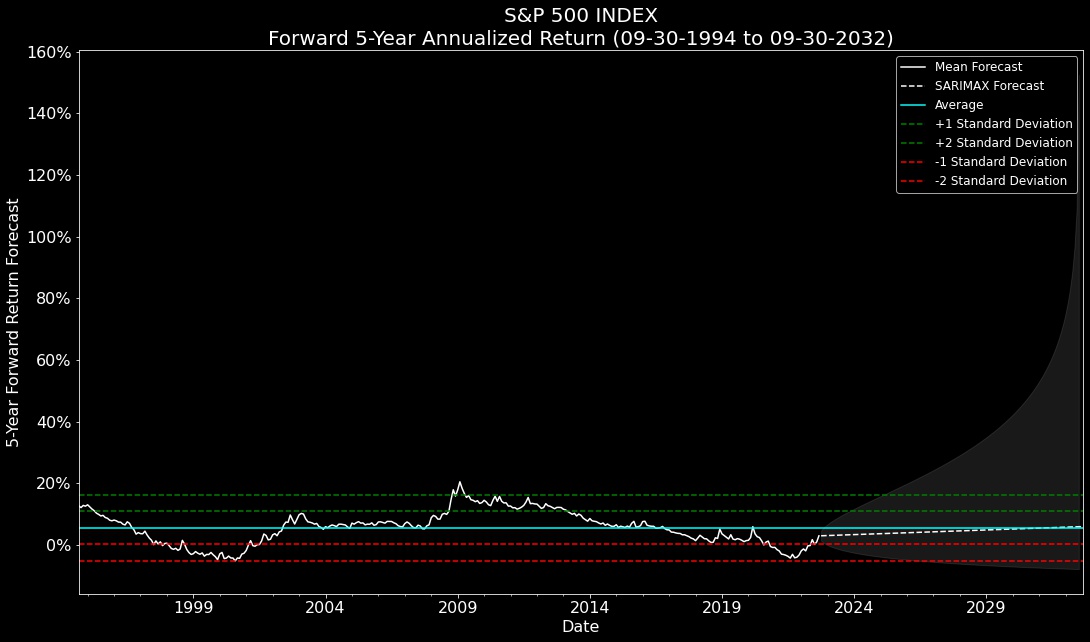 S&P 500 INDEX
Forward 5-Year Annualized Return (09-30-1994 to 09-30-2032)
160%
140%
120%
100%
80%
60%
40%
20%
0%
5-Year Forward Return Forecast
Mean Forecast
SARIMAX Forecast
Average
+1 Standard Deviation
+2 Standard Deviation
-1 Standard Deviation
-2 Standard Deviation
1999
2004
2009
2014
2019
2024
2029
Date